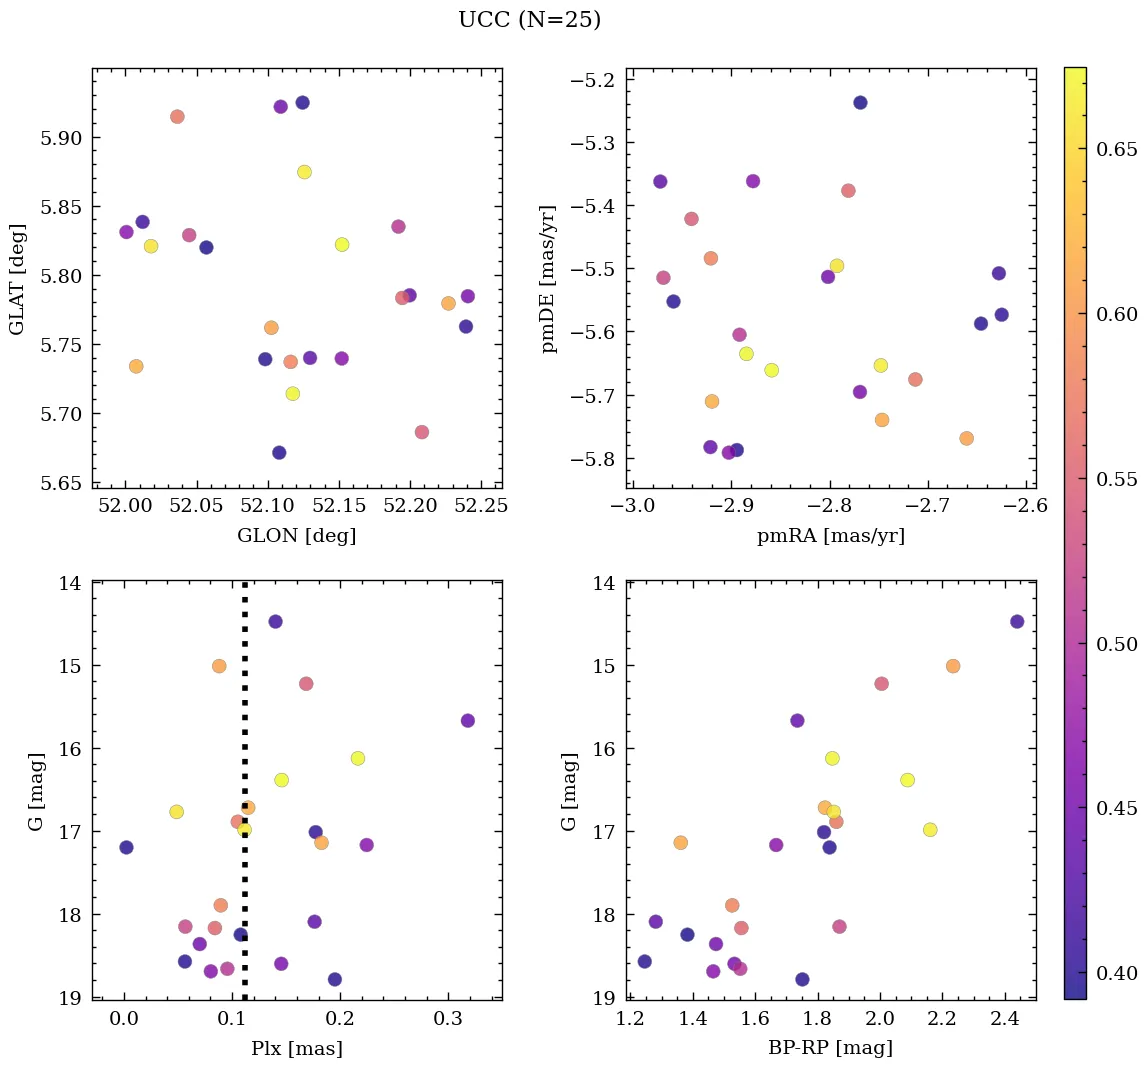 UCC (N=25)
5.90
5.85
5.80
5.75
5.70
5.65
GLAT [deg]
52.00 52.05 52.10 52.15 52.20 52.25
GLON [deg]
−5.2
−5.3
−5.4
−5.5
−5.6
−5.7
−5.8
pmDE [mas/yr]
−3.0 −2.9 −2.8 −2.7 −2.6
pmRA [mas/yr]
14
15
16
17
18
19
G [mag]
0.0 0.1 0.2 0.3
Plx [mas]
14
15
16
17
18
19
G [mag]
1.2 1.4 1.6 1.8 2.0 2.2 2.4
BP-RP [mag]
0.65
0.60
0.55
0.50
0.45
0.40